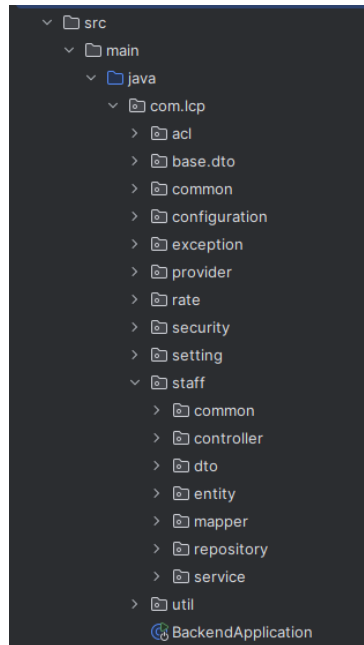 src
main
java
com.lcp
acl
base.dto
common
configuration
exception
provider
rate
security
setting
staff
common
controller
dto
entity
mapper
repository
service
util
BackendApplication